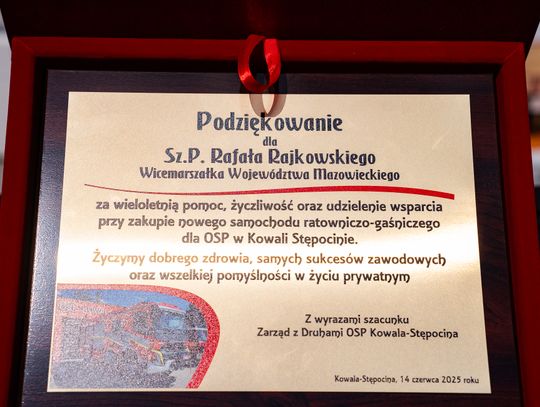 Podziękowanie
dla
Sz.P. Rafała Rajkowskiego
Wicemarszałka Województwa Mazowieckiego
za wieloletnią pomoc, życzliwość oraz udzielenie wsparcia
przy zakupie nowego samochodu ratowniczo-gaśniczego
dla OSP w Kowali Stępocinie.
Życzymy dobrego zdrowia, samych sukcesów zawodowych
oraz wszelkiej pomyślności w życiu prywatnym
Z wyrazami szacunku
Zarząd z Druhami OSP Kowala-Stępocina
Kowala-Stępocina, 14 czerwca 2025 roku